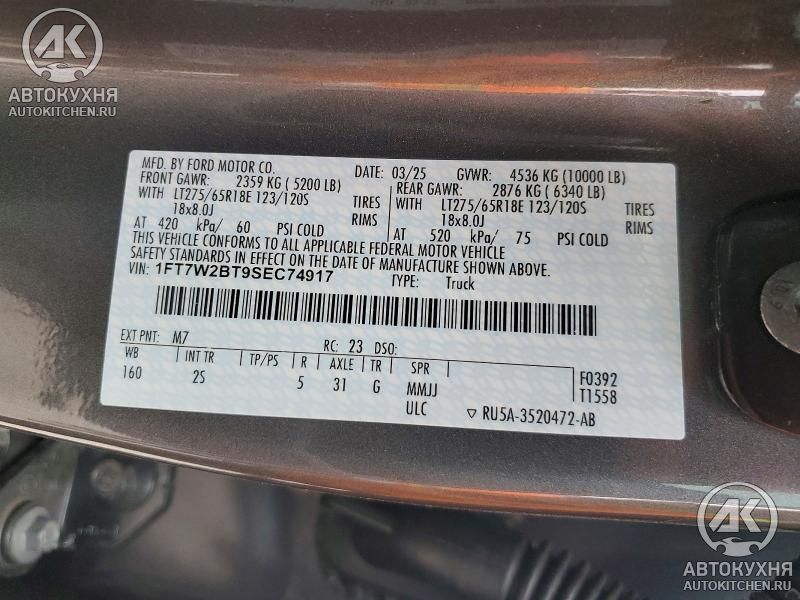 AK
АВТОКУХНЯ
AUTOKITCHEN.RU
MFD. BY FORD MOTOR CO. DATE: 03/25 GVWR: 4536 KG (10000 LB)
FRONT GAWR: 2359 KG ( 5200 LB) REAR GAWR: 2876 KG ( 6340 LB)
WITH LT275/65R18E 123/120S TIRES WITH LT275/65R18E 123/120S TIRES
18x8.0J RIMS 18x8.0J RIMS
AT 420 kPa/ 60 PSI COLD AT 520 kPa/ 75 PSI COLD
THIS VEHICLE CONFORMS TO ALL APPLICABLE FEDERAL MOTOR VEHICLE
SAFETY STANDARDS IN EFFECT ON THE DATE OF MANUFACTURE SHOWN ABOVE.
VIN: 1FT7W2BT9SEC74917 TYPE: Truck
EXT PNT: M7 RC: 23 DSO:
WB INT TR TP/PS R AXLE TR SPR F0392
160 2S 5 31 G MMJJ T1558
ULC ▽ RU5A-3520472-AB
AK
АВТОКУХНЯ
AUTOKITCHEN.RU